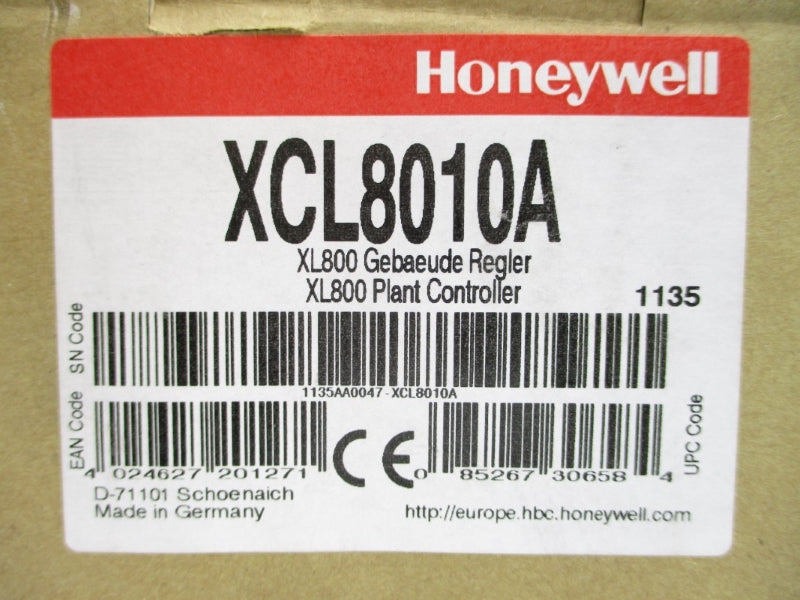 Honeywell
XCL8010A
XL800 Gebaeude Regler
XL800 Plant Controller
1135
SN Code
1135AA0047-XCL8010A
EAN Code
4 024627 201271
CE
0 85267 30658 4
UPC Code
D-71101 Schoenaich
Made in Germany
http://europe.hbc.honeywell.com